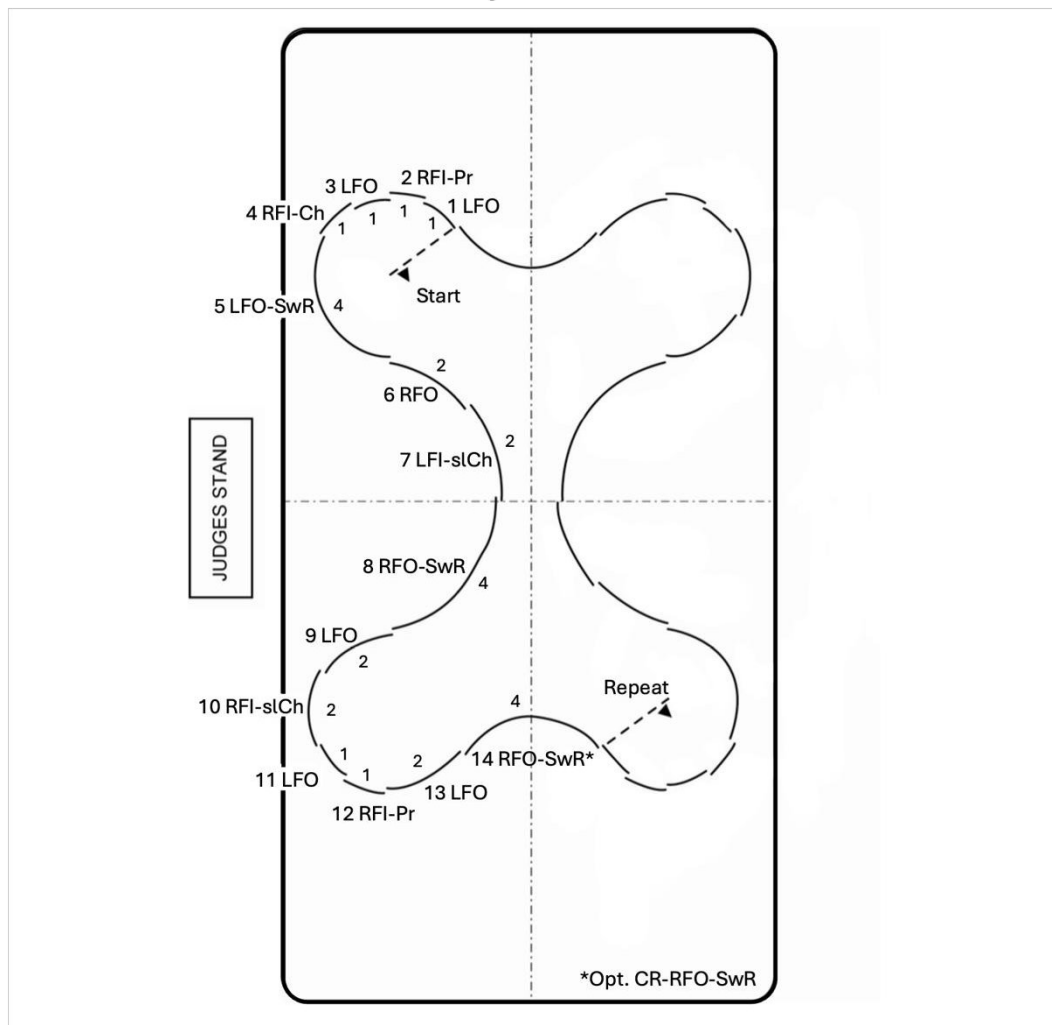 2 RFI-Pr
3 LFO
1 LFO
4 RFI-Ch
1
1
1
1
Start
5 LFO-SwR
4
2
6 RFO
2
7 LFI-slCh
JUDGES STAND
8 RFO-SwR
4
9 LFO
2
Repeat
10 RFI-slCh
2
4
1
2
14 RFO-SwR*
11 LFO
1
13 LFO
12 RFI-Pr
*Opt. CR-RFO-SwR